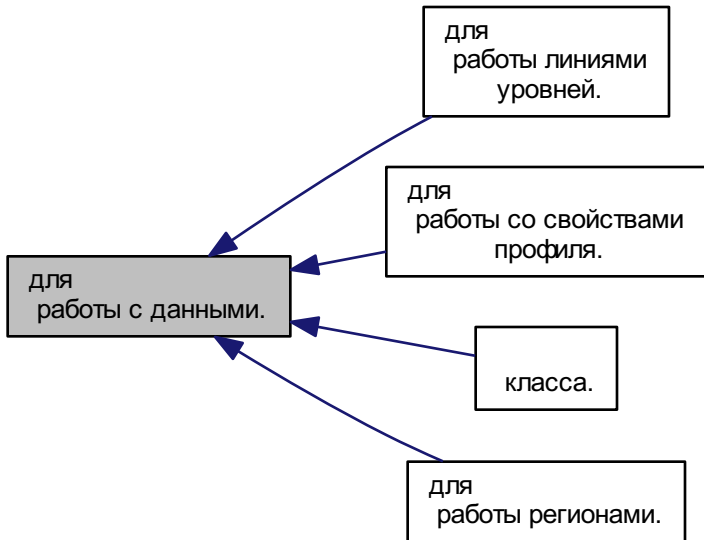 для
работы линиями
уровней.
для
работы со свойствами
профиля.
для
работы с данными.
класса.
для
работы регионами.